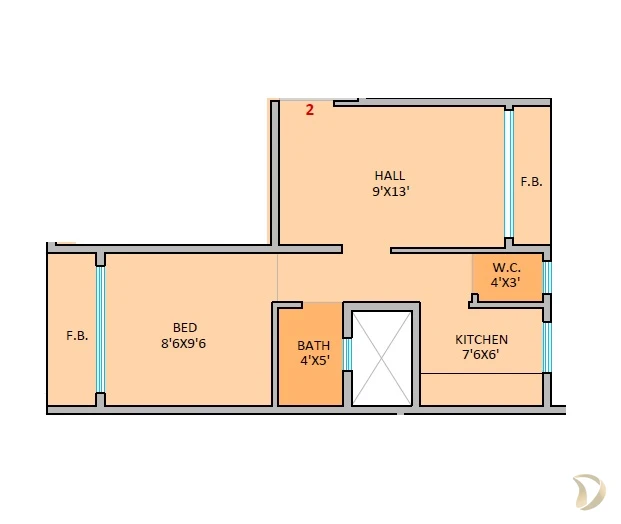 2
HALL
9'X13'
F.B.
W.C.
4'X3'
F.B.
BED
8'6X9'6
BATH
4'X5'
KITCHEN
7'6X6'